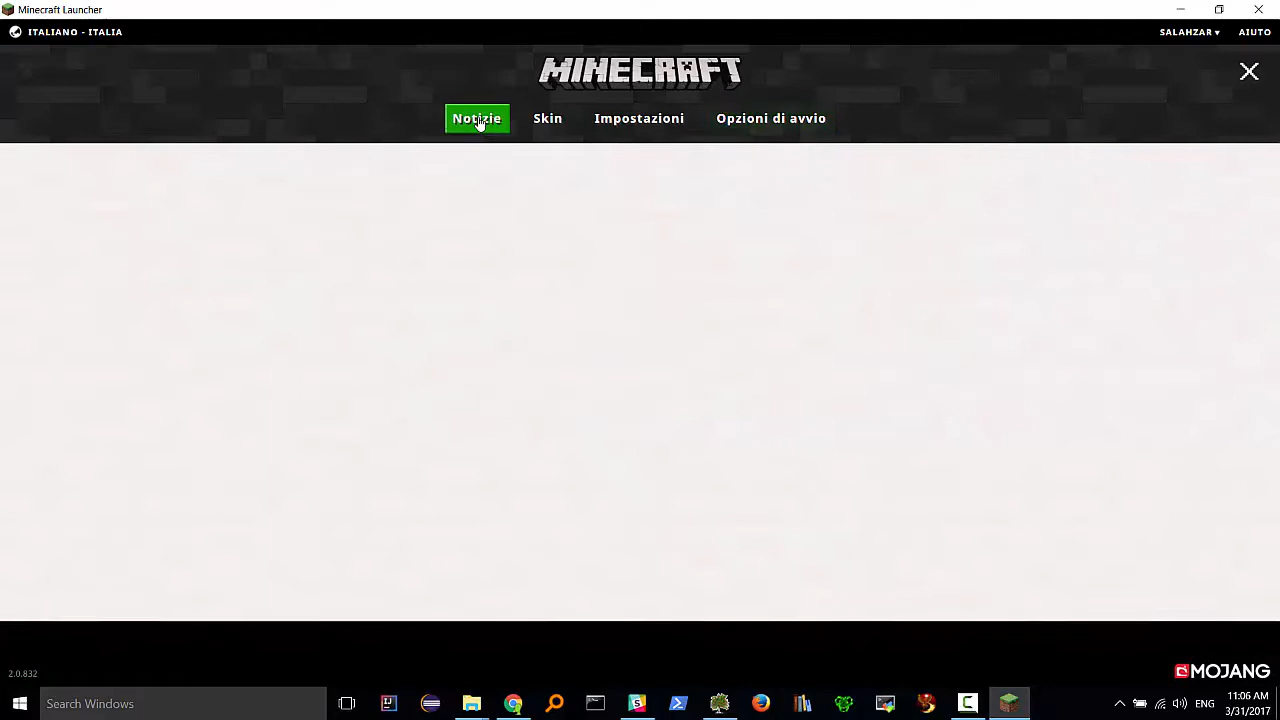 Minecraft Launcher
ITALIANO - ITALIA
SALAHZAR
AIUTO
MINECRAFT
Notizie
Skin
Impostazioni
Opzioni di avvio
2.0.832
MOJANG
Search Windows
ENG
11:06 AM
3/31/2017